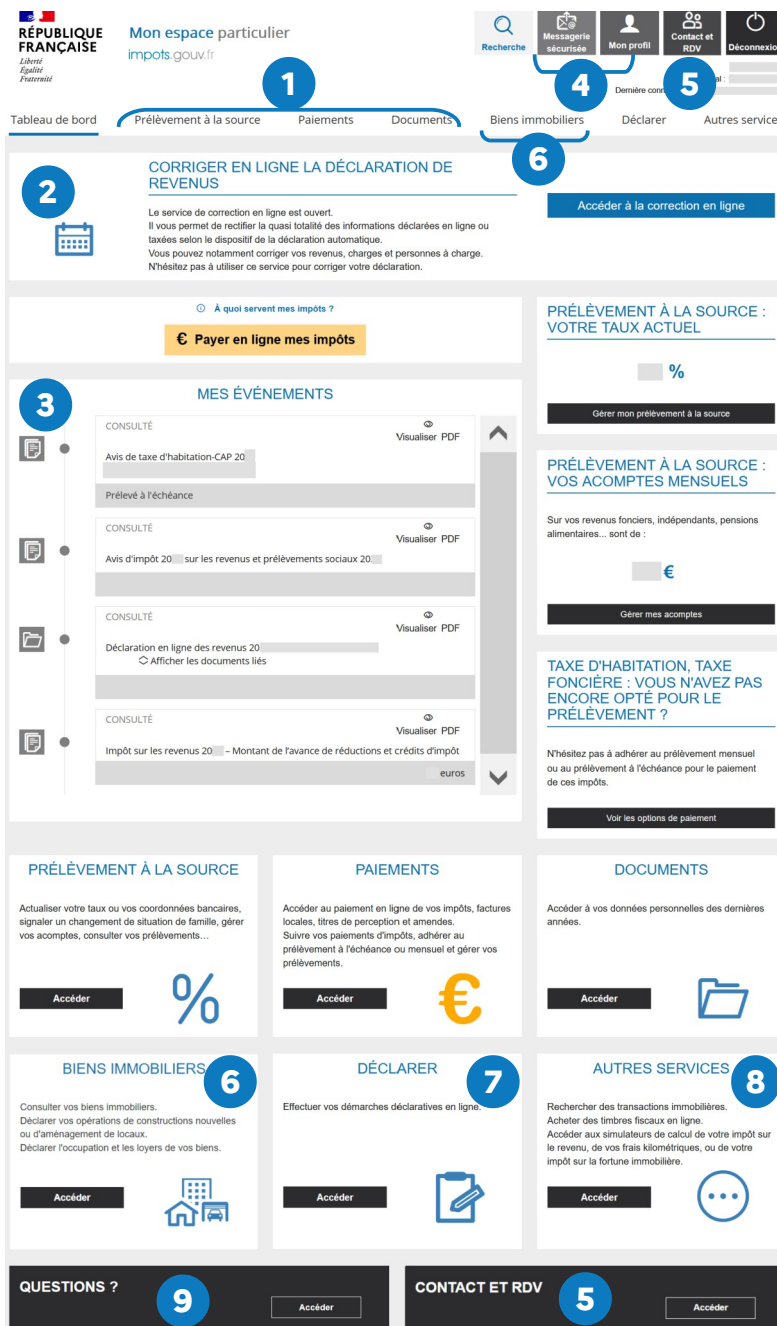 RÉPUBLIQUE
FRANÇAISE
Liberté
Égalité
Fraternité
Mon espace particulier
impots.gouv.fr
Recherche
Messagerie
sécurisée
Mon profil
Contact et
RDV
Déconnexion
1
4
5
al :
Dernière conn
Tableau de bord
Prélèvement à la source
Paiements
Documents
Biens immobiliers
Déclarer
Autres service
6
2
CORRIGER EN LIGNE LA DÉCLARATION DE
REVENUS
Le service de correction en ligne est ouvert.
Il vous permet de rectifier la quasi totalité des informations déclarées en ligne ou
taxées selon le dispositif de la déclaration automatique.
Vous pouvez notamment corriger vos revenus, charges et personnes à charge.
N'hésitez pas à utiliser ce service pour corriger votre déclaration.
Accéder à la correction en ligne
À quoi servent mes impôts ?
€ Payer en ligne mes impôts
PRÉLÈVEMENT À LA SOURCE :
VOTRE TAUX ACTUEL
%
Gérer mon prélèvement à la source
3
MES ÉVÉNEMENTS
CONSULTÉ
Visualiser PDF
Avis de taxe d'habitation-CAP 20
Prélevé à l'échéance
CONSULTÉ
Visualiser PDF
Avis d'impôt 20 sur les revenus et prélèvements sociaux 20
CONSULTÉ
Visualiser PDF
Déclaration en ligne des revenus 20
Afficher les documents liés
CONSULTÉ
Visualiser PDF
Impôt sur les revenus 20 – Montant de l'avance de réductions et crédits d'impôt
euros
PRÉLÈVEMENT À LA SOURCE :
VOS ACOMPTES MENSUELS
Sur vos revenus fonciers, indépendants, pensions
alimentaires... sont de :
€
Gérer mes acomptes
TAXE D'HABITATION, TAXE
FONCIÈRE : VOUS N'AVEZ PAS
ENCORE OPTÉ POUR LE
PRÉLÈVEMENT ?
N'hésitez pas à adhérer au prélèvement mensuel
ou au prélèvement à l'échéance pour le paiement
de ces impôts.
Voir les options de paiement
PRÉLÈVEMENT À LA SOURCE
Actualiser votre taux ou vos coordonnées bancaires,
signaler un changement de situation de famille, gérer
vos acomptes, consulter vos prélèvements…
Accéder
%
PAIEMENTS
Accéder au paiement en ligne de vos impôts, factures
locales, titres de perception et amendes.
Suivre vos paiements d'impôts, adhérer au
prélèvement à l'échéance ou mensuel et gérer vos
prélèvements.
Accéder
€
DOCUMENTS
Accéder à vos données personnelles des dernières
années.
Accéder
BIENS IMMOBILIERS
6
Consulter vos biens immobiliers.
Déclarer vos opérations de constructions nouvelles
ou d'aménagement de locaux.
Déclarer l'occupation et les loyers de vos biens.
Accéder
DÉCLARER
7
Effectuer vos démarches déclaratives en ligne.
Accéder
AUTRES SERVICES
8
Rechercher des transactions immobilières.
Acheter des timbres fiscaux en ligne.
Accéder aux simulateurs de calcul de votre impôt sur
le revenu, de vos frais kilométriques, ou de votre
impôt sur la fortune immobilière.
Accéder
QUESTIONS ?
9
Accéder
CONTACT ET RDV
5
Accéder